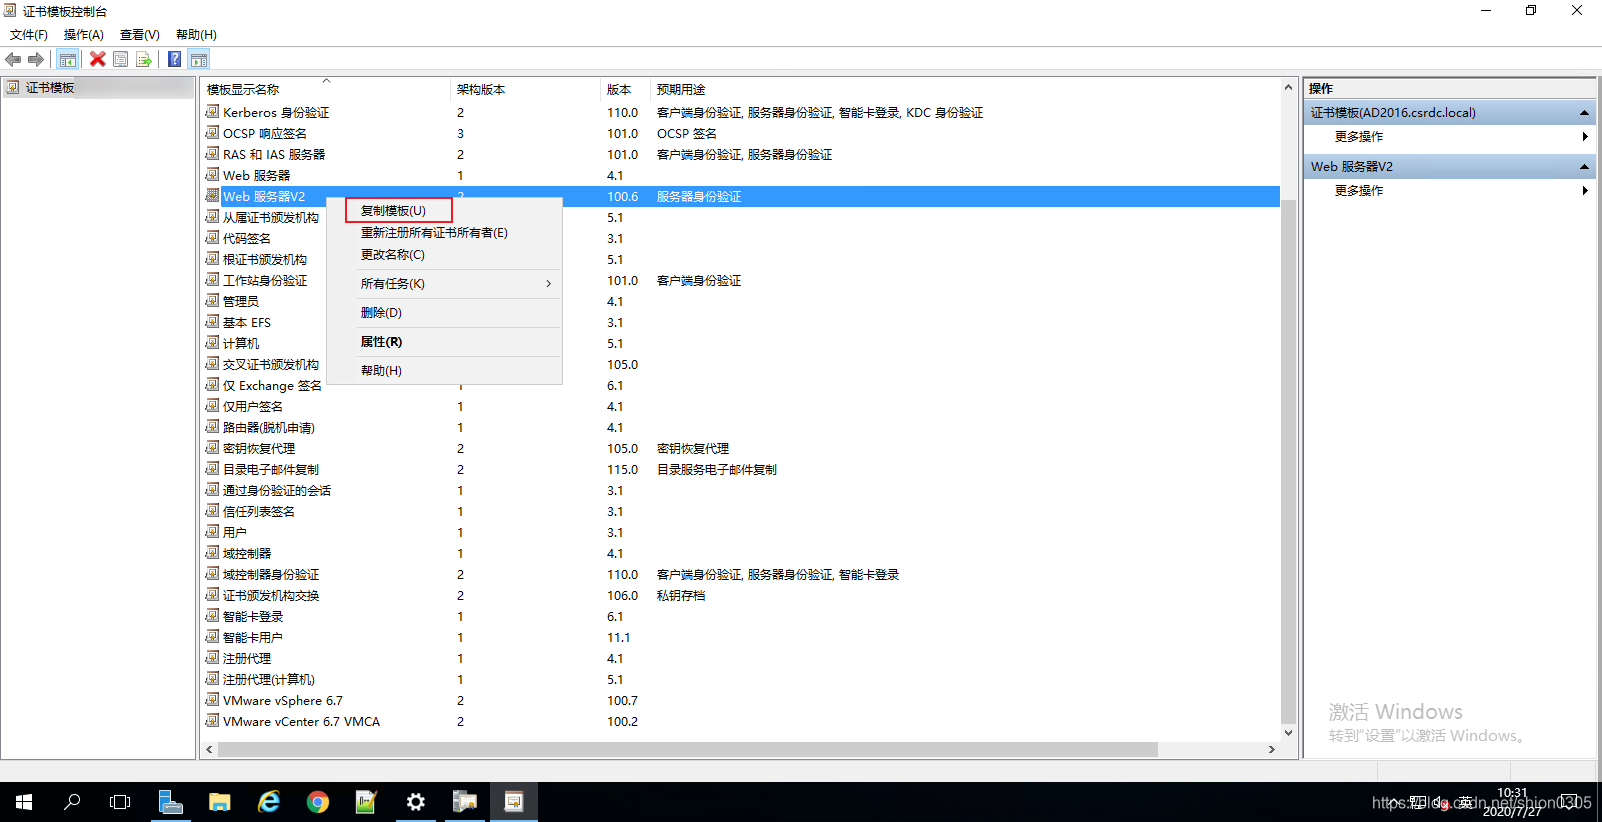 证书模板控制台
文件(F) 操作(A) 查看(V) 帮助(H)
证书模板
模板显示名称 架构版本 版本 预期用途
Kerberos 身份验证 2 110.0 客户端身份验证, 服务器身份验证, 智能卡登录, KDC 身份验证
OCSP 响应签名 3 101.0 OCSP 签名
RAS 和 IAS 服务器 2 101.0 客户端身份验证, 服务器身份验证
Web 服务器 1 4.1
Web 服务器V2 2 100.6 服务器身份验证
从属证书颁发机构 5.1
代码签名 3.1
根证书颁发机构 5.1
工作站身份验证 101.0 客户端身份验证
管理员 4.1
基本 EFS 3.1
计算机 5.1
交叉证书颁发机构 105.0
仅 Exchange 签名 1 6.1
仅用户签名 1 4.1
路由器(脱机申请) 1 4.1
密钥恢复代理 2 105.0 密钥恢复代理
目录电子邮件复制 2 115.0 目录服务电子邮件复制
通过身份验证的会话 1 3.1
信任列表签名 1 3.1
用户 1 3.1
域控制器 1 4.1
域控制器身份验证 2 110.0 客户端身份验证, 服务器身份验证, 智能卡登录
证书颁发机构交换 2 106.0 私钥存档
智能卡登录 1 6.1
智能卡用户 1 11.1
注册代理 1 4.1
注册代理(计算机) 1 5.1
VMware vSphere 6.7 2 100.7
VMware vCenter 6.7 VMCA 2 100.2
复制模板(U)
重新注册所有证书所有者(E)
更改名称(C)
所有任务(K)
删除(D)
属性(R)
帮助(H)
操作
证书模板(AD2016.csrdc.local)
更多操作
Web 服务器V2
更多操作
激活 Windows
转到"设置"以激活 Windows。
英
10:31
2020/7/27
https://blog.csdn.net/shion0305